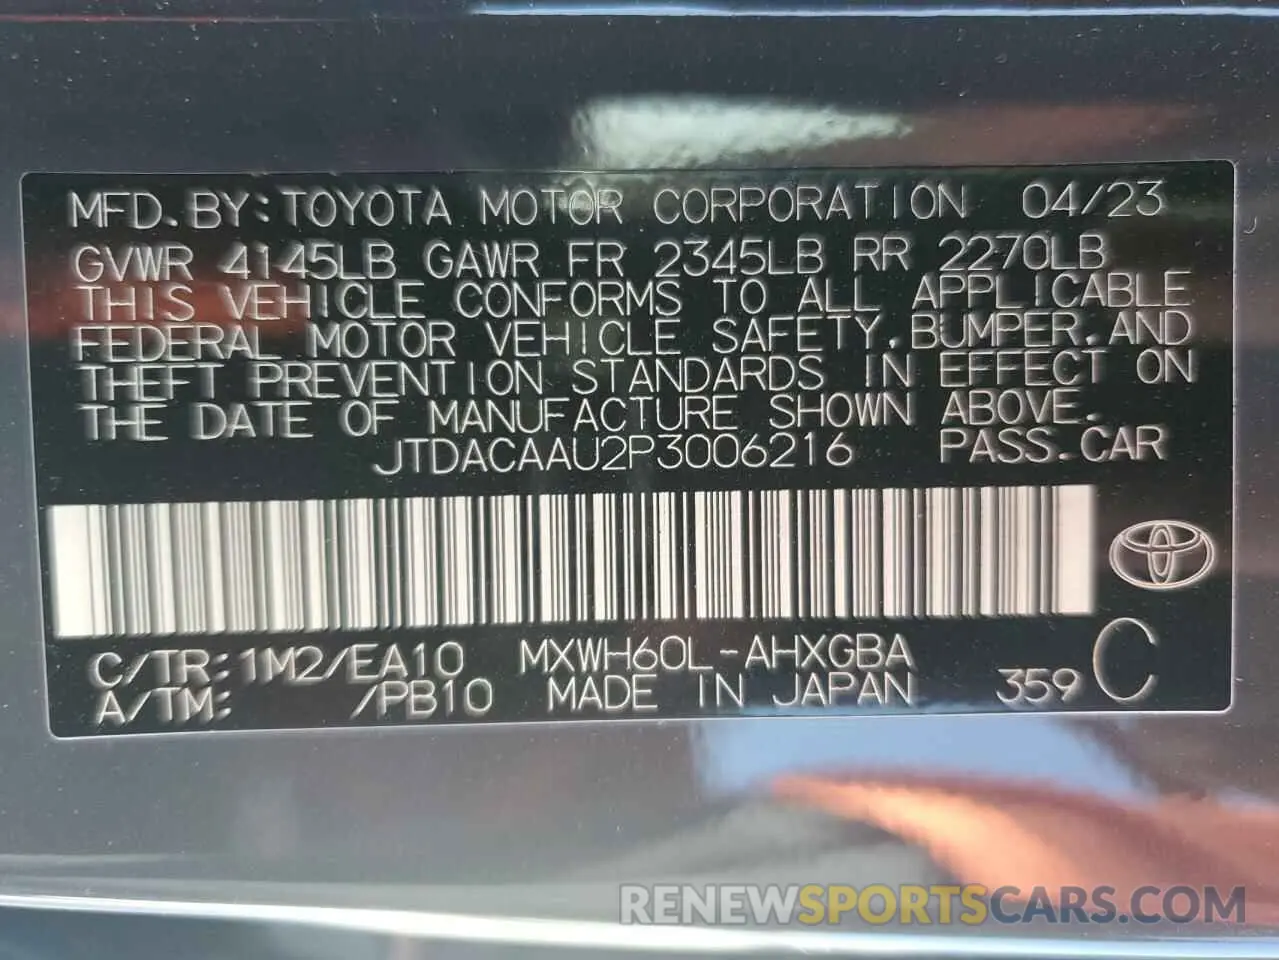 MFD. BY: TOYOTA MOTOR CORPORATION 04/23
GVWR 4145LB GAWR FR 2345LB RR 2270LB
THIS VEHICLE CONFORMS TO ALL APPLICABLE
FEDERAL MOTOR VEHICLE SAFETY, BUMPER, AND
THEFT PREVENTION STANDARDS IN EFFECT ON
THE DATE OF MANUFACTURE SHOWN ABOVE.
JTDACAAU2P3006216 PASS. CAR
C/TR: 1M2/EA10 MXWH60L-AHXGBA
A/TM: /PB10 MADE IN JAPAN 359 C
RENEWSPORTSCARS.COM